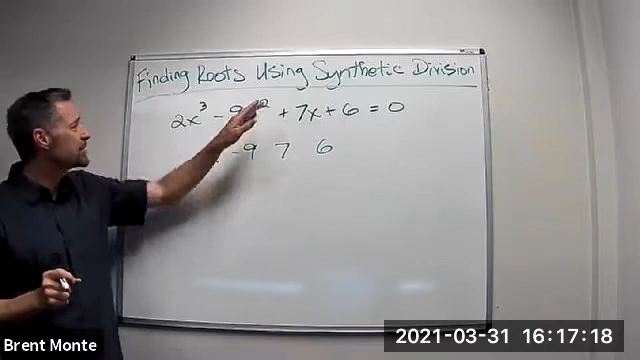 Finding Roots Using Synthetic Division
2x³ - 9 ² + 7x + 6 = 0
-9 7 6
2021-03-31 16:17:18
Brent Monte